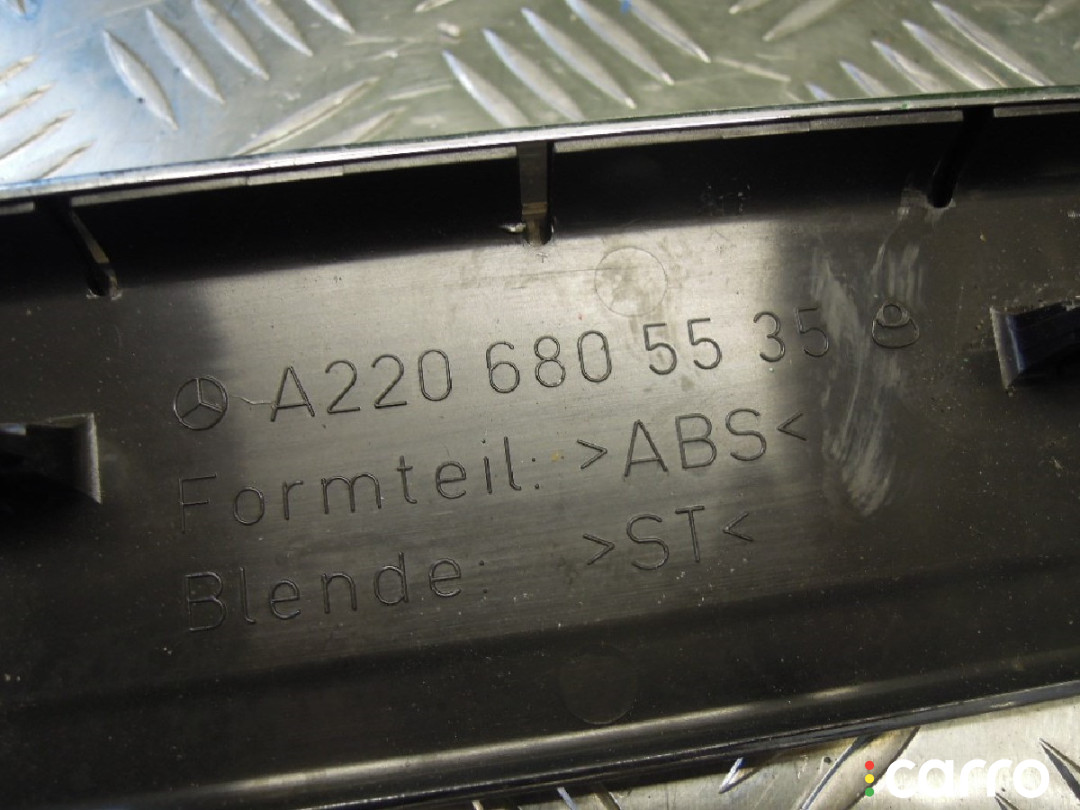 A220 680 55 35
Formteil: >ABS<
Blende: >ST<
carro